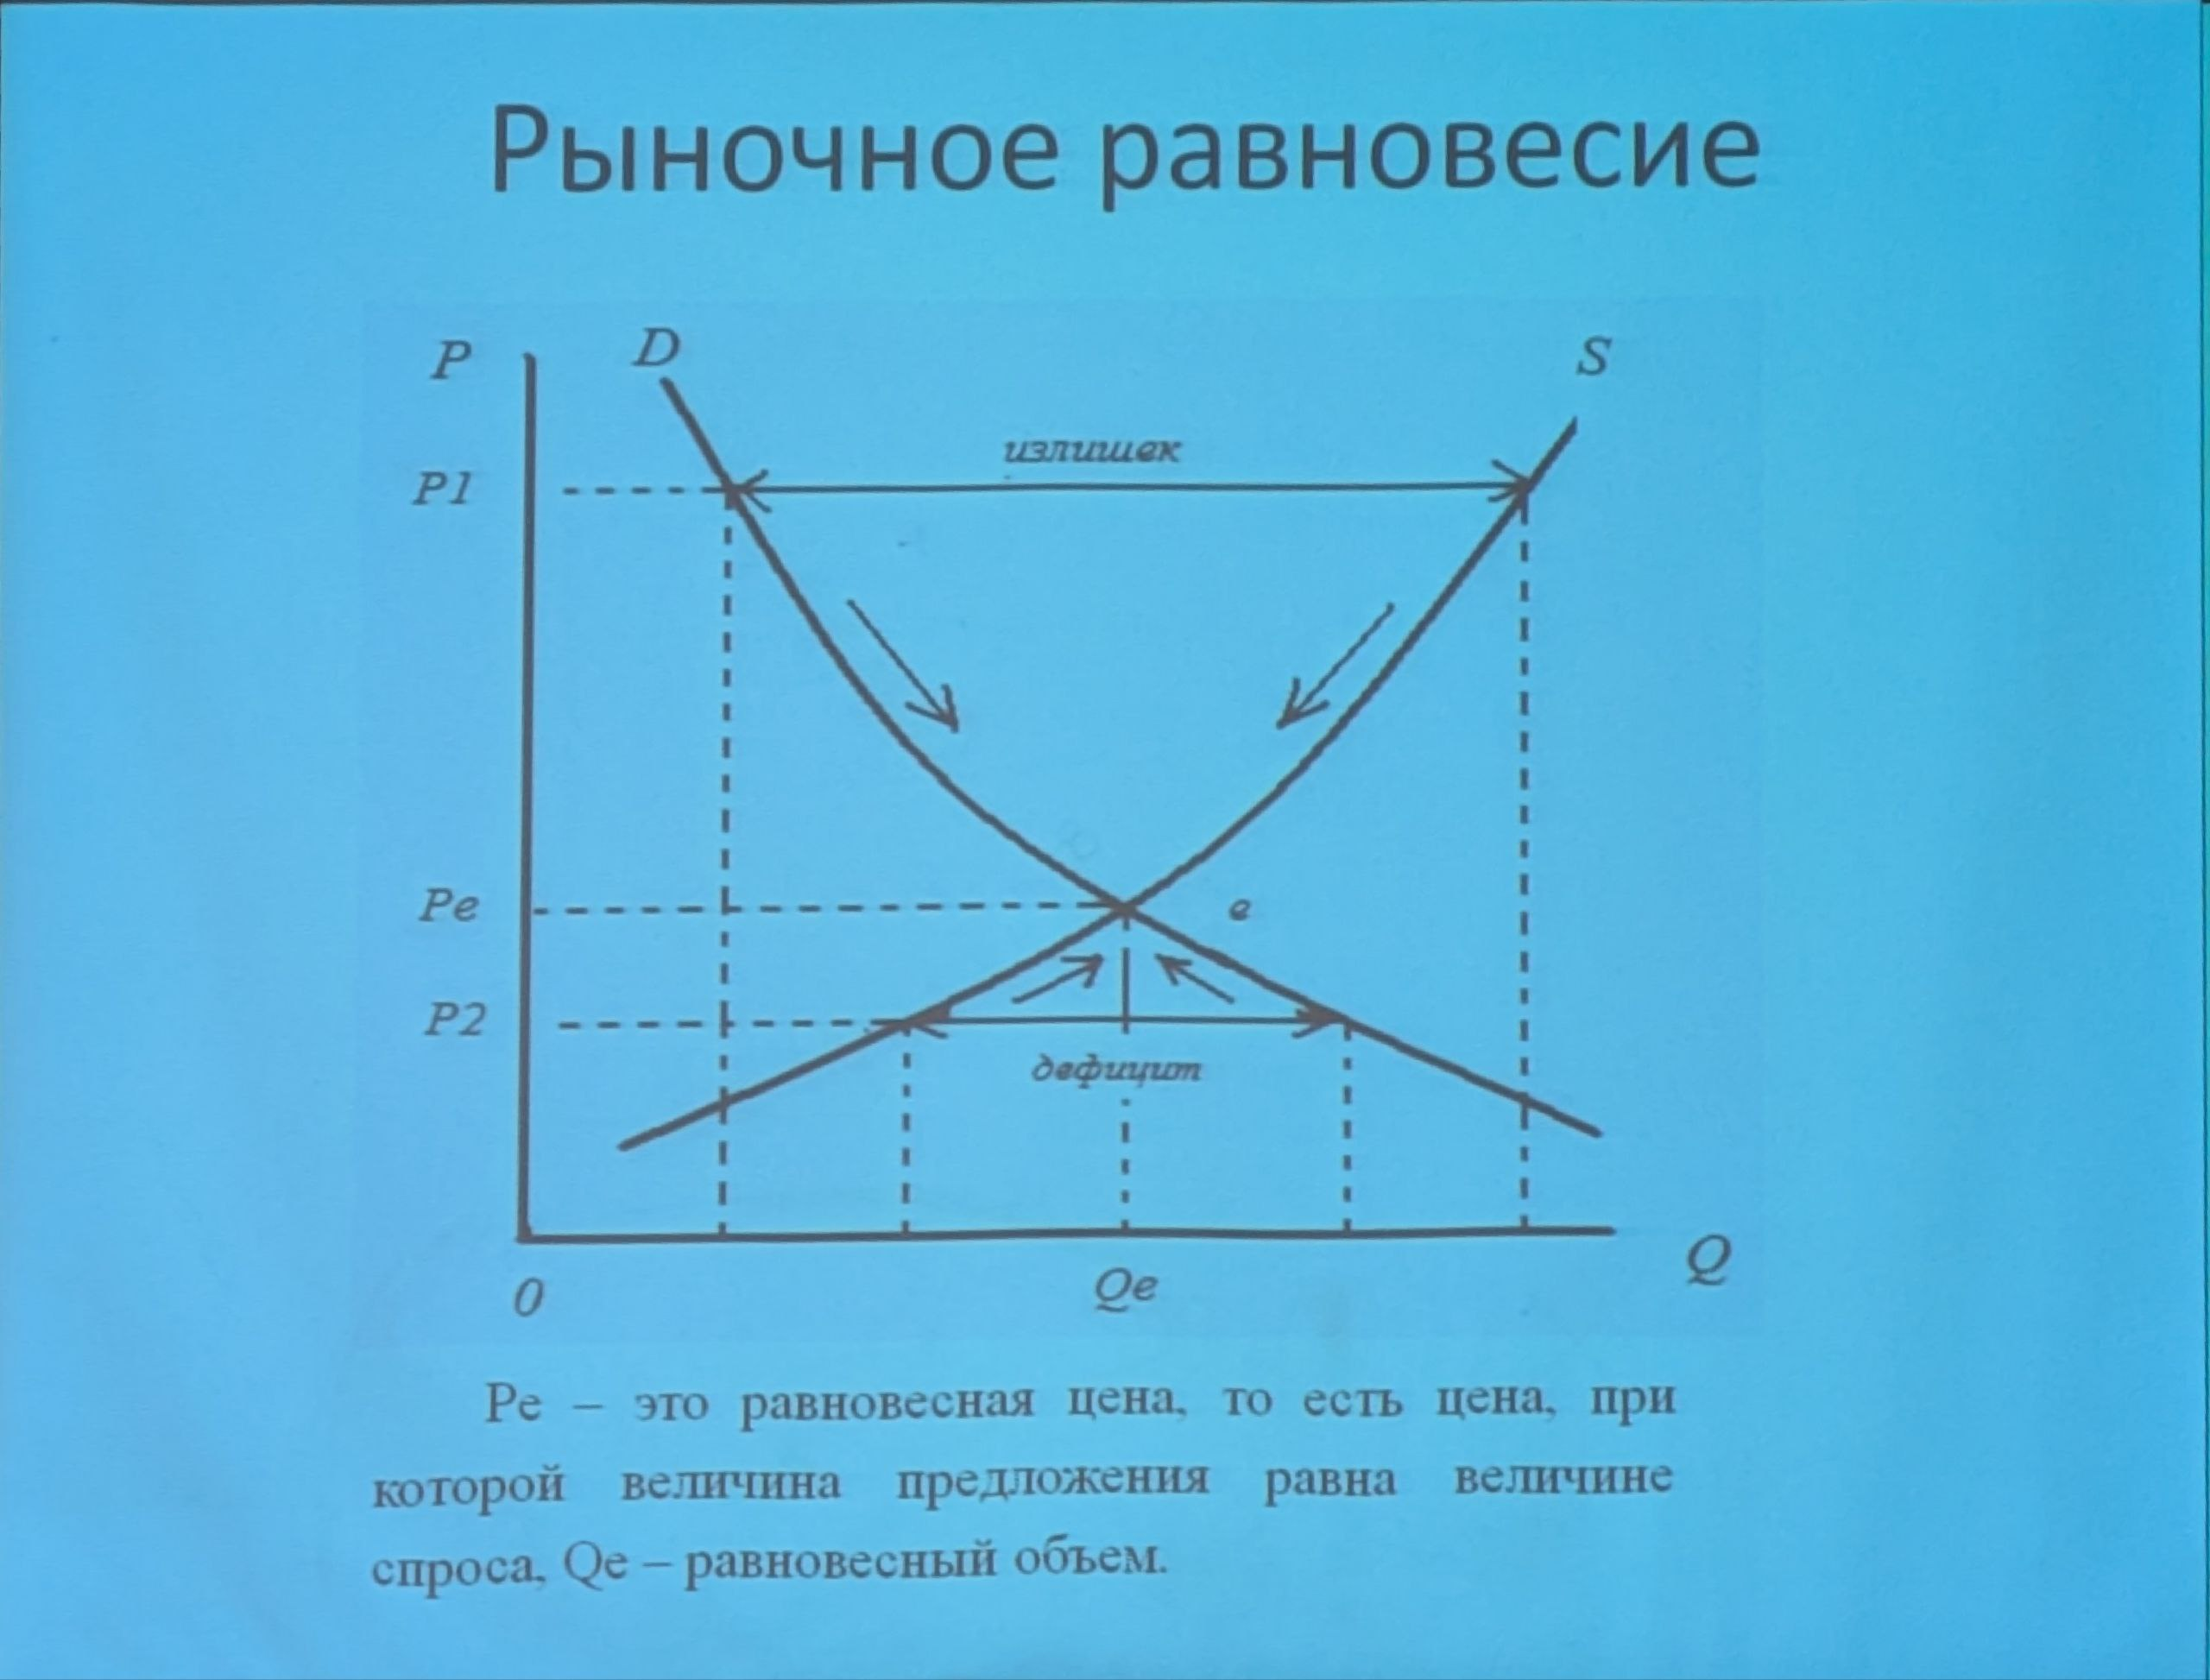 Рыночное равновесие
P
D
S
излишек
P1
Pe
e
P2
дефицит
0
Qe
Q
Pe – это равновесная цена, то есть цена, при
которой величина предложения равна величине
спроса, Qe – равновесный объем.